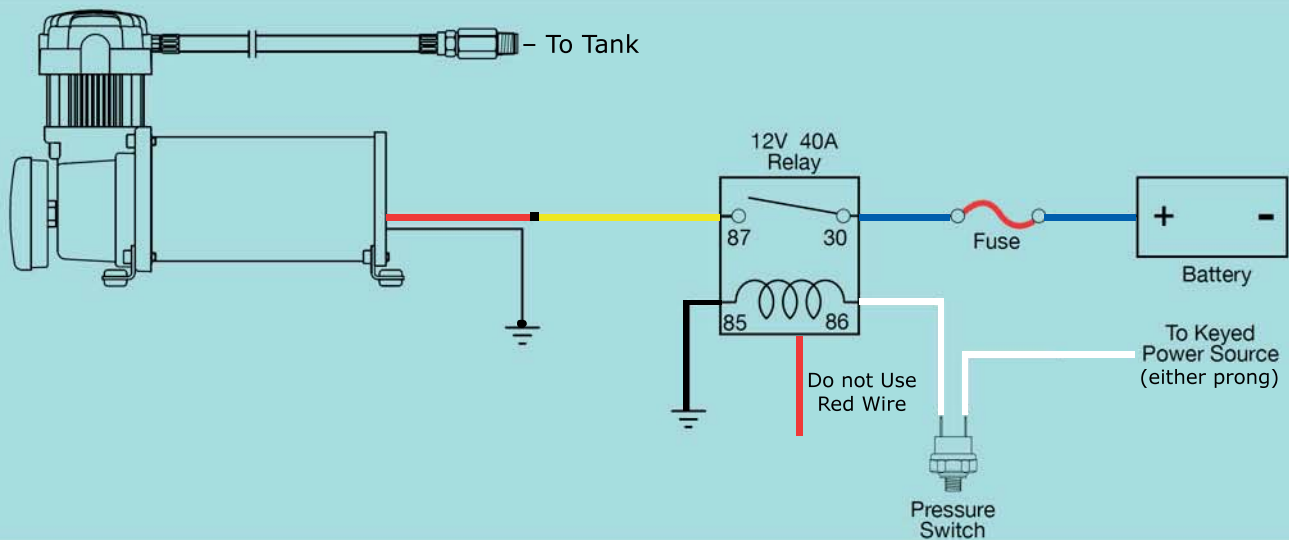 – To Tank
12V 40A
Relay
87
30
Fuse
+ -
Battery
85
86
To Keyed
Power Source
(either prong)
Do not Use
Red Wire
Pressure
Switch